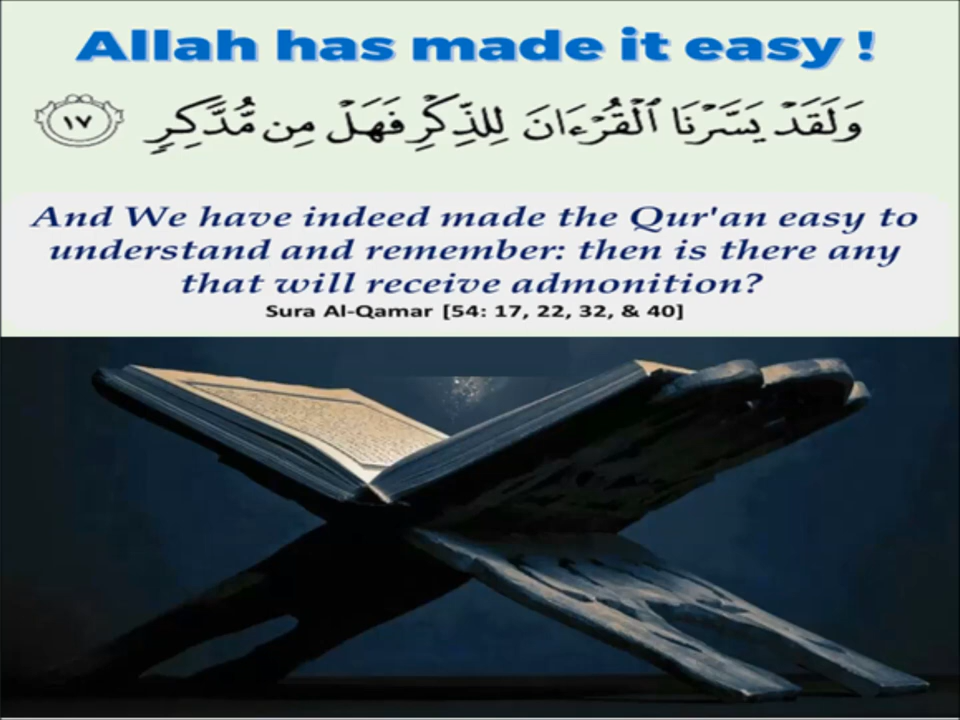 Allah has made it easy !
وَلَقَدْ يَسَّرْنَا ٱلْقُرْءَانَ لِلذِّكْرِ فَهَلْ مِن مُّدَّكِرٍ ١٧
And We have indeed made the Qur'an easy to
understand and remember: then is there any
that will receive admonition?
Sura Al-Qamar [54: 17, 22, 32, & 40]